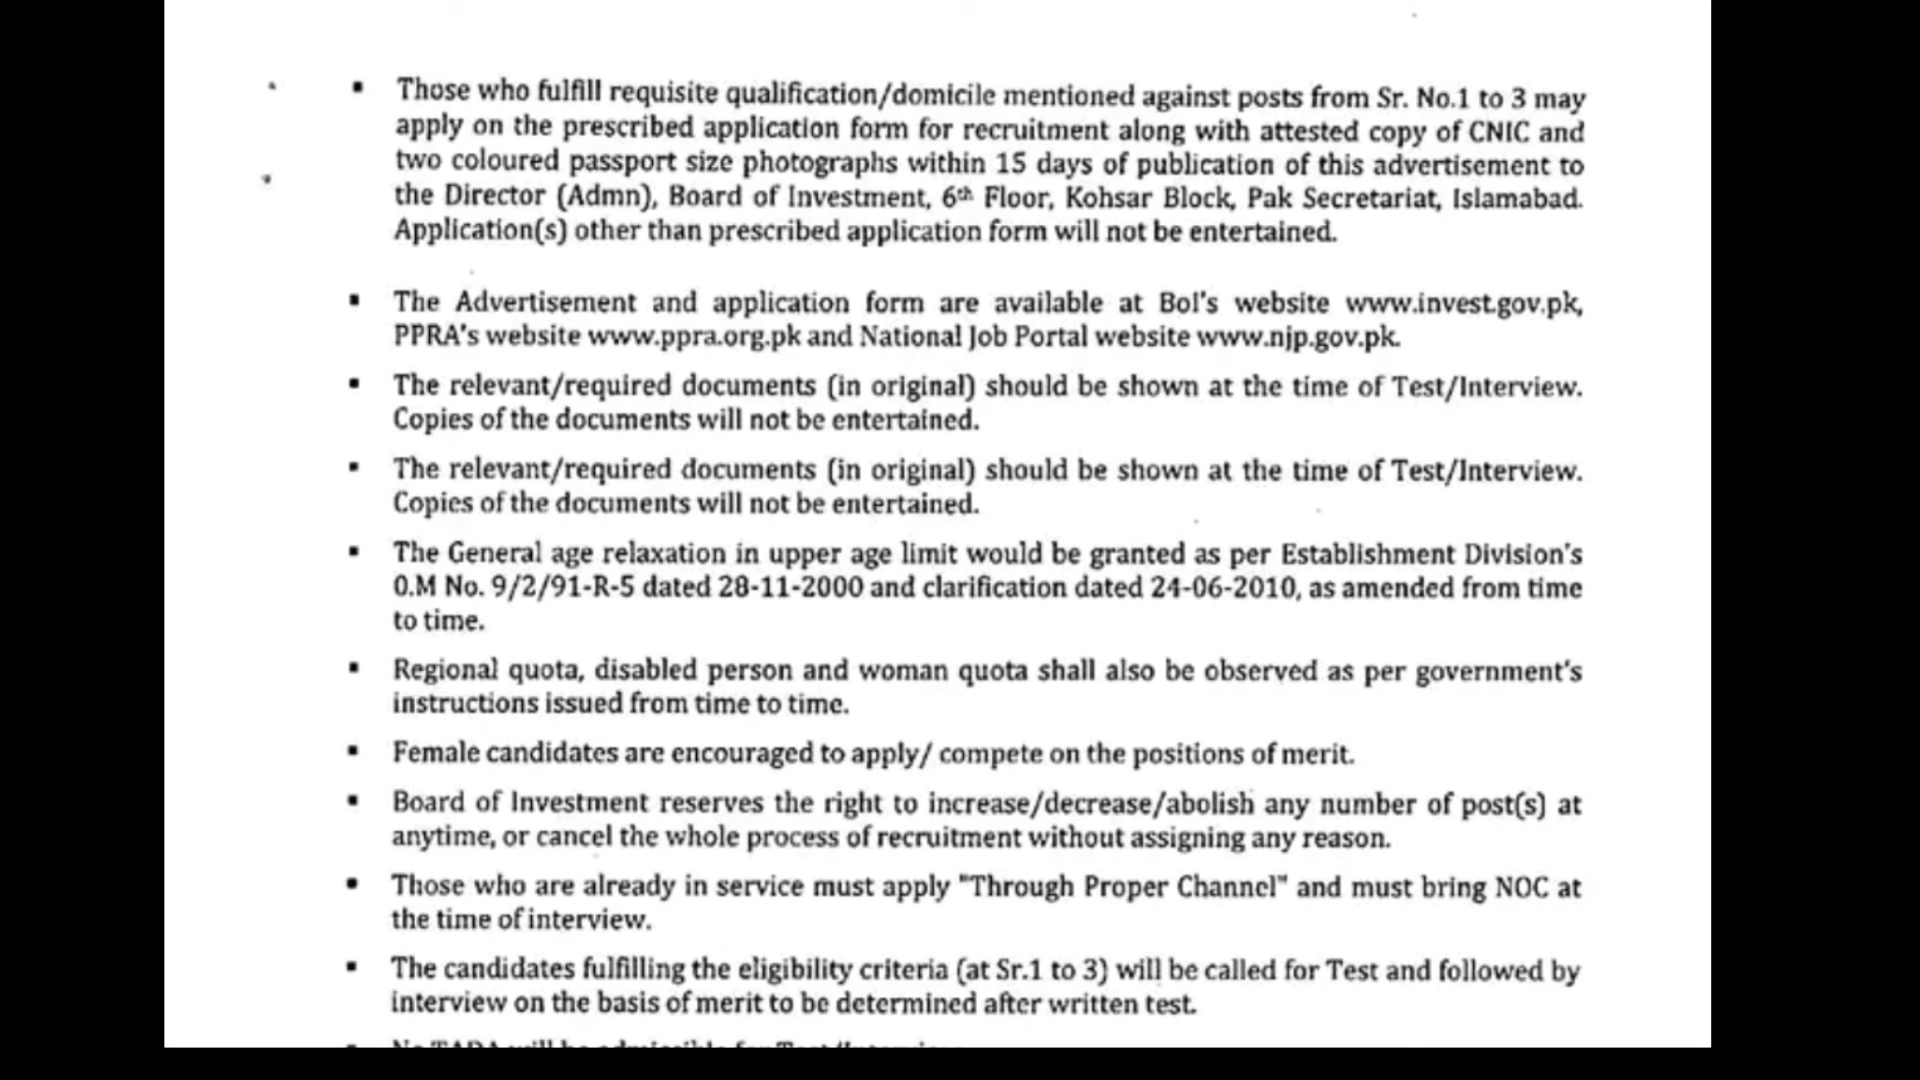 ▪ Those who fulfill requisite qualification/domicile mentioned against posts from Sr. No.1 to 3 may
apply on the prescribed application form for recruitment along with attested copy of CNIC and
two coloured passport size photographs within 15 days of publication of this advertisement to
the Director (Admn), Board of Investment, 6th Floor, Kohsar Block, Pak Secretariat, Islamabad.
Application(s) other than prescribed application form will not be entertained.
▪ The Advertisement and application form are available at BoI's website www.invest.gov.pk,
PPRA's website www.ppra.org.pk and National Job Portal website www.njp.gov.pk.
▪ The relevant/required documents (in original) should be shown at the time of Test/Interview.
Copies of the documents will not be entertained.
▪ The relevant/required documents (in original) should be shown at the time of Test/Interview.
Copies of the documents will not be entertained.
▪ The General age relaxation in upper age limit would be granted as per Establishment Division's
O.M No. 9/2/91-R-5 dated 28-11-2000 and clarification dated 24-06-2010, as amended from time
to time.
▪ Regional quota, disabled person and woman quota shall also be observed as per government's
instructions issued from time to time.
▪ Female candidates are encouraged to apply/ compete on the positions of merit.
▪ Board of Investment reserves the right to increase/decrease/abolish any number of post(s) at
anytime, or cancel the whole process of recruitment without assigning any reason.
▪ Those who are already in service must apply "Through Proper Channel" and must bring NOC at
the time of interview.
▪ The candidates fulfilling the eligibility criteria (at Sr.1 to 3) will be called for Test and followed by
interview on the basis of merit to be determined after written test.
▪ No TADA will be admissible for Test/Interview